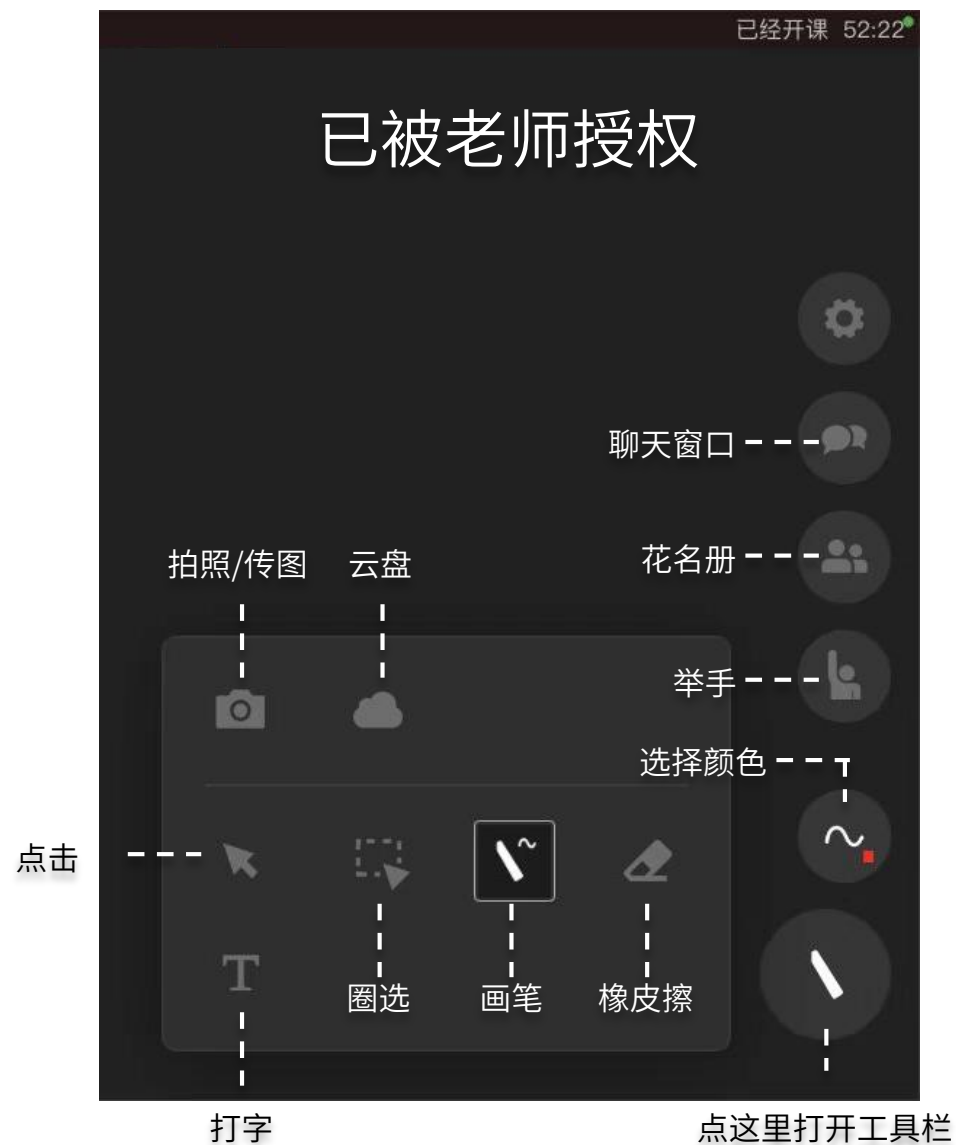 已经开课 52:22
已被老师授权
聊天窗口
拍照/传图 云盘
花名册
举手
选择颜色
点击
T
圈选 画笔 橡皮擦
打字
点这里打开工具栏